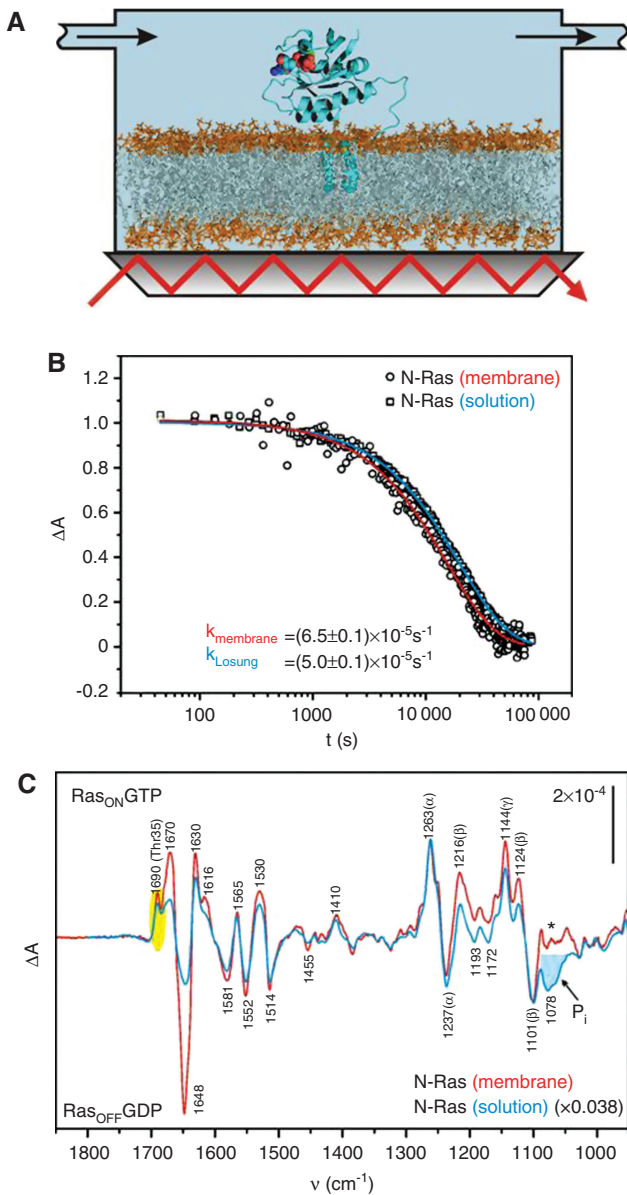 A
B
1.2
1.0
0.8
0.6
0.4
0.2
0
-0.2
ΔA
N-Ras (membrane)
N-Ras (solution)
k_membrane =(6.5±0.1)×10⁻⁵s⁻¹
k_Losung =(5.0±0.1)×10⁻⁵s⁻¹
100 1000 10 000 100 000
t (s)
C
Ras_ON GTP
2×10⁻⁴
1690 (Thr35)
1670
1630
1616
1565
1530
1410
1263(α)
1216(β)
1144(γ)
1124(β)
*
ΔA
1648
1581
1552
1514
1455
1237(α)
1193
1172
1101(β)
1078
P_i
Ras_OFF GDP
N-Ras (membrane)
N-Ras (solution) (×0.038)
1800 1700 1600 1500 1400 1300 1200 1100 1000
ν (cm⁻¹)